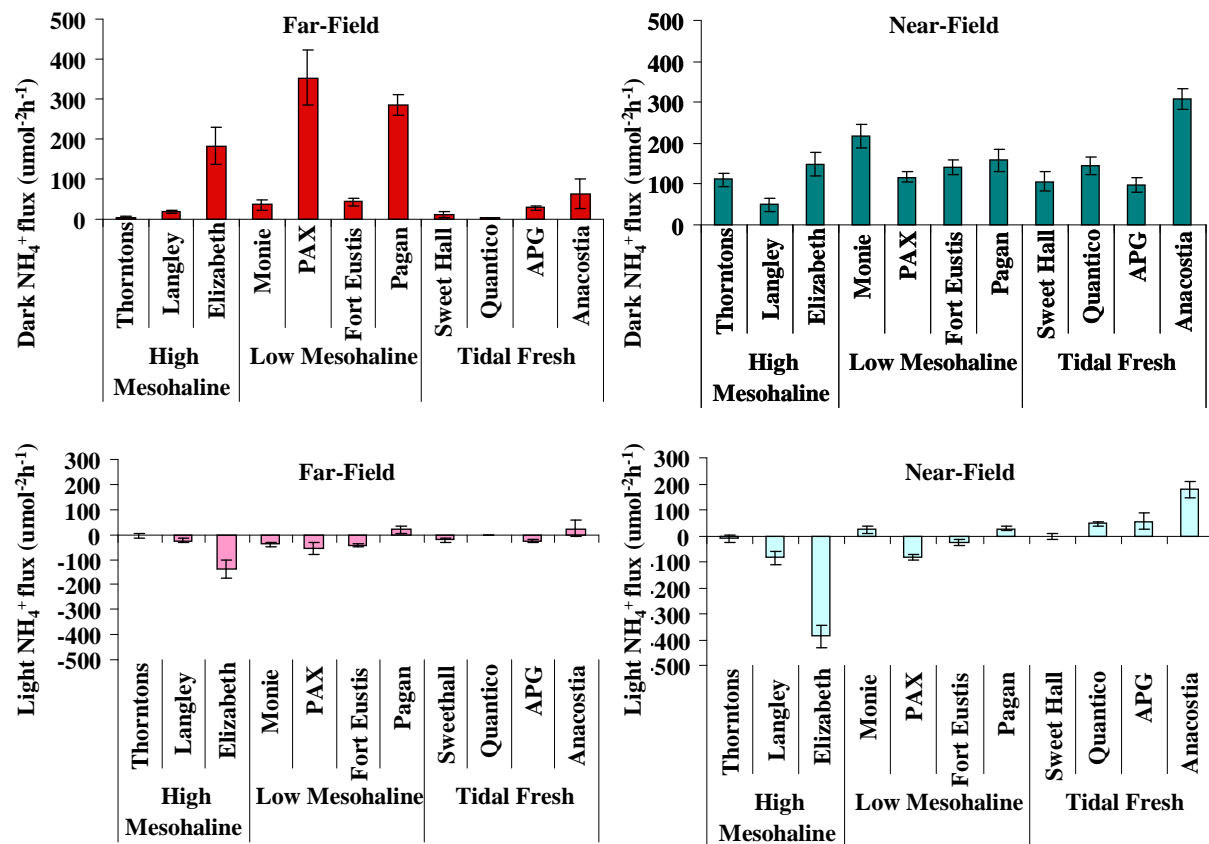 Far-Field
Dark NH₄⁺ flux (umol⁻²h⁻¹)
500
400
300
200
100
0
Thorntons
Langley
Elizabeth
Monie
PAX
Fort Eustis
Pagan
Sweet Hall
Quantico
APG
Anacostia
High
Mesohaline
Low Mesohaline
Tidal Fresh
Near-Field
Dark NH₄⁺ flux (umol⁻²h⁻¹)
500
400
300
200
100
0
Thorntons
Langley
Elizabeth
Monie
PAX
Fort Eustis
Pagan
Sweet Hall
Quantico
APG
Anacostia
High
Mesohaline
Low Mesohaline
Tidal Fresh
Far-Field
Light NH₄⁺ flux (umol⁻²h⁻¹)
300
200
100
0
-100
-200
-300
-400
-500
Thorntons
Langley
Elizabeth
Monie
PAX
Fort Eustis
Pagan
Sweethall
Quantico
APG
Anacostia
High
Mesohaline
Low Mesohaline
Tidal Fresh
Near-Field
Light NH₄⁺ flux (umol⁻²h⁻¹)
300
200
100
0
-100
-200
-300
-400
-500
Thorntons
Langley
Elizabeth
Monie
PAX
Fort Eustis
Pagan
Sweet Hall
Quantico
APG
Anacostia
High
Mesohaline
Low Mesohaline
Tidal Fresh